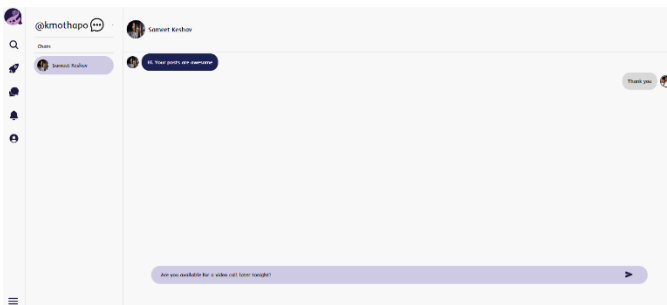 @kmothapo
Sameet Keshav
Chats
Sameet Keshav
Hi. Your posts are awesome
Thank you
Are you available for a video call later tonight?